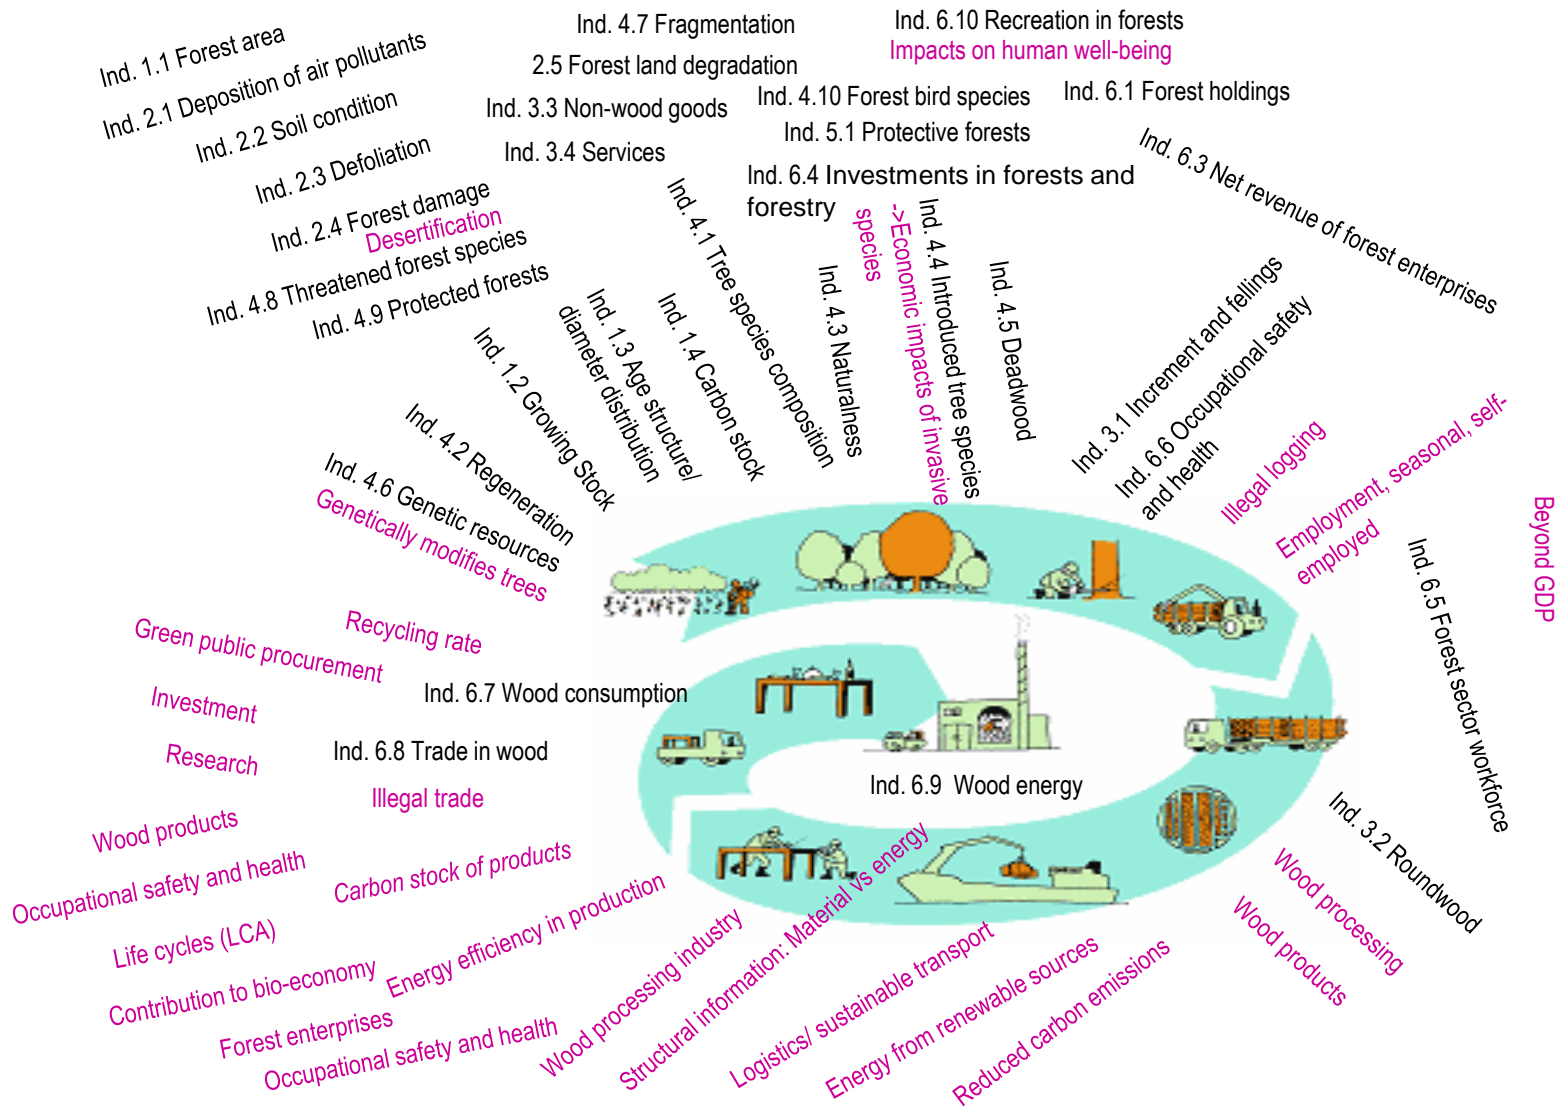 Ind. 1.1 Forest area
Ind. 2.1 Deposition of air pollutants
Ind. 2.2 Soil condition
Ind. 2.3 Defoliation
Ind. 2.4 Forest damage
Desertification
Ind. 4.8 Threatened forest species
Ind. 4.9 Protected forests
Ind. 4.7 Fragmentation
2.5 Forest land degradation
Ind. 3.3 Non-wood goods
Ind. 3.4 Services
Ind. 6.10 Recreation in forests
Impacts on human well-being
Ind. 4.10 Forest bird species
Ind. 6.1 Forest holdings
Ind. 5.1 Protective forests
Ind. 6.4 Investments in forests and
forestry
Ind. 6.3 Net revenue of forest enterprises
Ind. 4.6 Genetic resources
Genetically modifies trees
Ind. 4.2 Regeneration
Ind. 1.2 Growing Stock
Ind. 1.3 Age structure/
diameter distribution
Ind. 1.4 Carbon stock
Ind. 4.1 Tree species composition
Ind. 4.3 Naturalness
->Economic impacts of invasive
species
Ind. 4.4 Introduced tree species
Ind. 4.5 Deadwood
Ind. 3.1 Increment and fellings
Ind. 6.6 Occupational safety
and health
Illegal logging
Employment, seasonal, self-
employed
Beyond GDP
Ind. 6.5 Forest sector workforce
Ind. 3.2 Roundwood
Wood processing
Wood products
Recycling rate
Green public procurement
Investment
Research
Ind. 6.7 Wood consumption
Ind. 6.8 Trade in wood
Illegal trade
Ind. 6.9 Wood energy
Wood products
Occupational safety and health
Carbon stock of products
Life cycles (LCA)
Contribution to bio-economy
Energy efficiency in production
Forest enterprises
Occupational safety and health
Wood processing industry
Structural information: Material vs energy
Logistics/ sustainable transport
Energy from renewable sources
Reduced carbon emissions